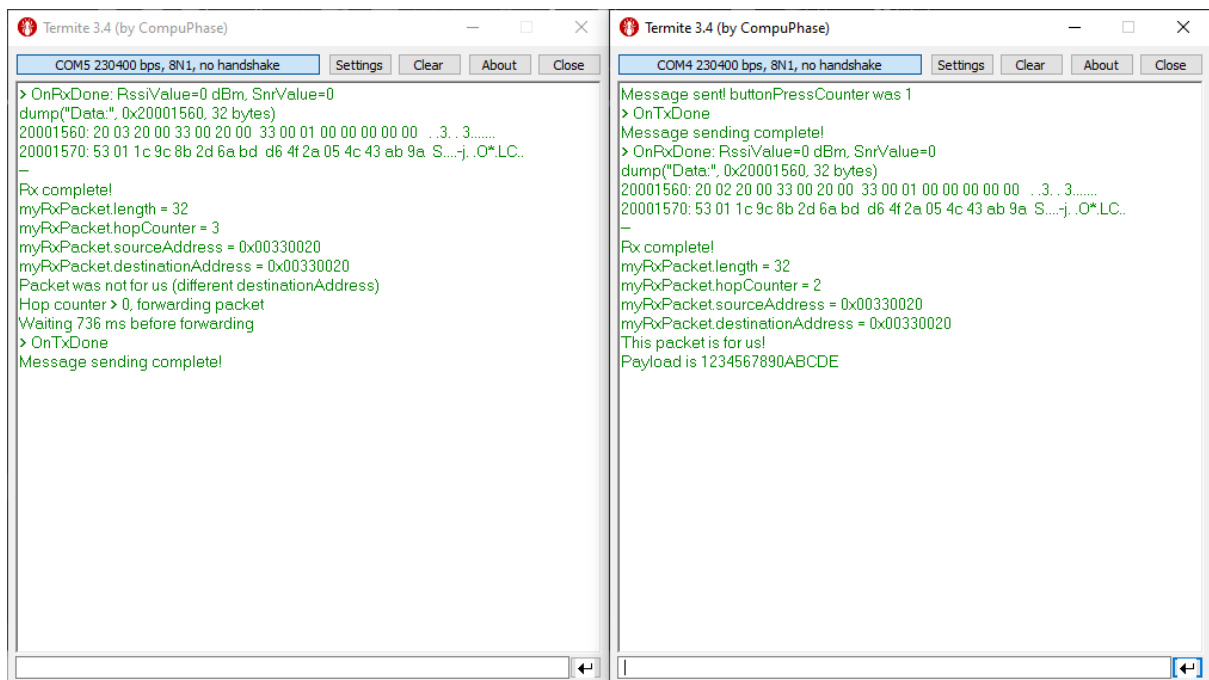 Termite 3.4 (by CompuPhase)
COM5 230400 bps, 8N1, no handshake Settings Clear About Close
> OnRxDone: RssiValue=0 dBm, SnrValue=0
dump("Data:", 0x20001560, 32 bytes)
20001560: 20 03 20 00 33 00 20 00  33 00 01 00 00 00 00 00   . .3. .3.......
20001570: 53 01 1c 9c 8b 2d 6a bd  d6 4f 2a 05 4c 43 ab 9a  S....-j. .O*.LC..
--
Rx complete!
myRxPacket.length = 32
myRxPacket.hopCounter = 3
myRxPacket.sourceAddress = 0x00330020
myRxPacket.destinationAddress = 0x00330020
Packet was not for us (different destinationAddress)
Hop counter > 0, forwarding packet
Waiting 736 ms before forwarding
> OnTxDone
Message sending complete!
Termite 3.4 (by CompuPhase)
COM4 230400 bps, 8N1, no handshake Settings Clear About Close
Message sent! buttonPressCounter was 1
> OnTxDone
Message sending complete!
> OnRxDone: RssiValue=0 dBm, SnrValue=0
dump("Data:", 0x20001560, 32 bytes)
20001560: 20 02 20 00 33 00 20 00  33 00 01 00 00 00 00 00   . .3. .3.......
20001570: 53 01 1c 9c 8b 2d 6a bd  d6 4f 2a 05 4c 43 ab 9a  S....-j. .O*.LC..
--
Rx complete!
myRxPacket.length = 32
myRxPacket.hopCounter = 2
myRxPacket.sourceAddress = 0x00330020
myRxPacket.destinationAddress = 0x00330020
This packet is for us!
Payload is 1234567890ABCDE